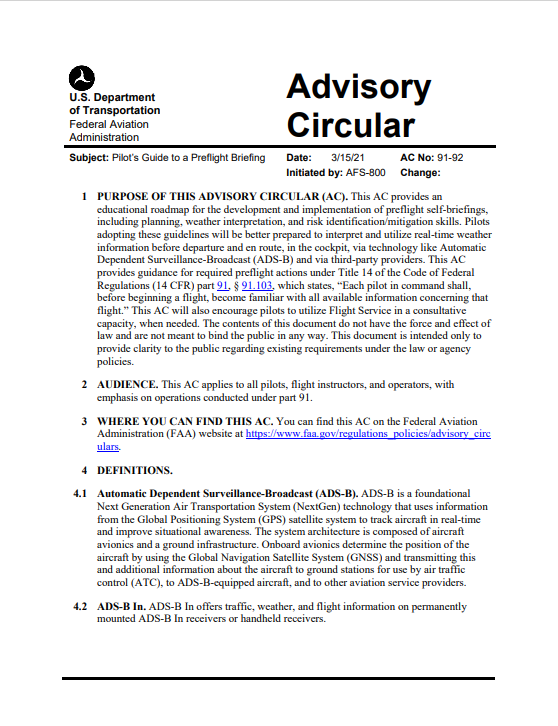 U.S. Department
of Transportation
Federal Aviation
Administration
Advisory
Circular
Subject: Pilot's Guide to a Preflight Briefing Date: 3/15/21 AC No: 91-92
Initiated by: AFS-800 Change:
1 PURPOSE OF THIS ADVISORY CIRCULAR (AC). This AC provides an
educational roadmap for the development and implementation of preflight self-briefings,
including planning, weather interpretation, and risk identification/mitigation skills. Pilots
adopting these guidelines will be better prepared to interpret and utilize real-time weather
information before departure and en route, in the cockpit, via technology like Automatic
Dependent Surveillance-Broadcast (ADS-B) and via third-party providers. This AC
provides guidance for required preflight actions under Title 14 of the Code of Federal
Regulations (14 CFR) part 91, § 91.103, which states, “Each pilot in command shall,
before beginning a flight, become familiar with all available information concerning that
flight.” This AC will also encourage pilots to utilize Flight Service in a consultative
capacity, when needed. The contents of this document do not have the force and effect of
law and are not meant to bind the public in any way. This document is intended only to
provide clarity to the public regarding existing requirements under the law or agency
policies.
2 AUDIENCE. This AC applies to all pilots, flight instructors, and operators, with
emphasis on operations conducted under part 91.
3 WHERE YOU CAN FIND THIS AC. You can find this AC on the Federal Aviation
Administration (FAA) website at https://www.faa.gov/regulations_policies/advisory_circ
ulars.
4 DEFINITIONS.
4.1 Automatic Dependent Surveillance-Broadcast (ADS-B). ADS-B is a foundational
Next Generation Air Transportation System (NextGen) technology that uses information
from the Global Positioning System (GPS) satellite system to track aircraft in real-time
and improve situational awareness. The system architecture is composed of aircraft
avionics and a ground infrastructure. Onboard avionics determine the position of the
aircraft by using the Global Navigation Satellite System (GNSS) and transmitting this
and additional information about the aircraft to ground stations for use by air traffic
control (ATC), to ADS-B-equipped aircraft, and to other aviation service providers.
4.2 ADS-B In. ADS-B In offers traffic, weather, and flight information on permanently
mounted ADS-B In receivers or handheld receivers.